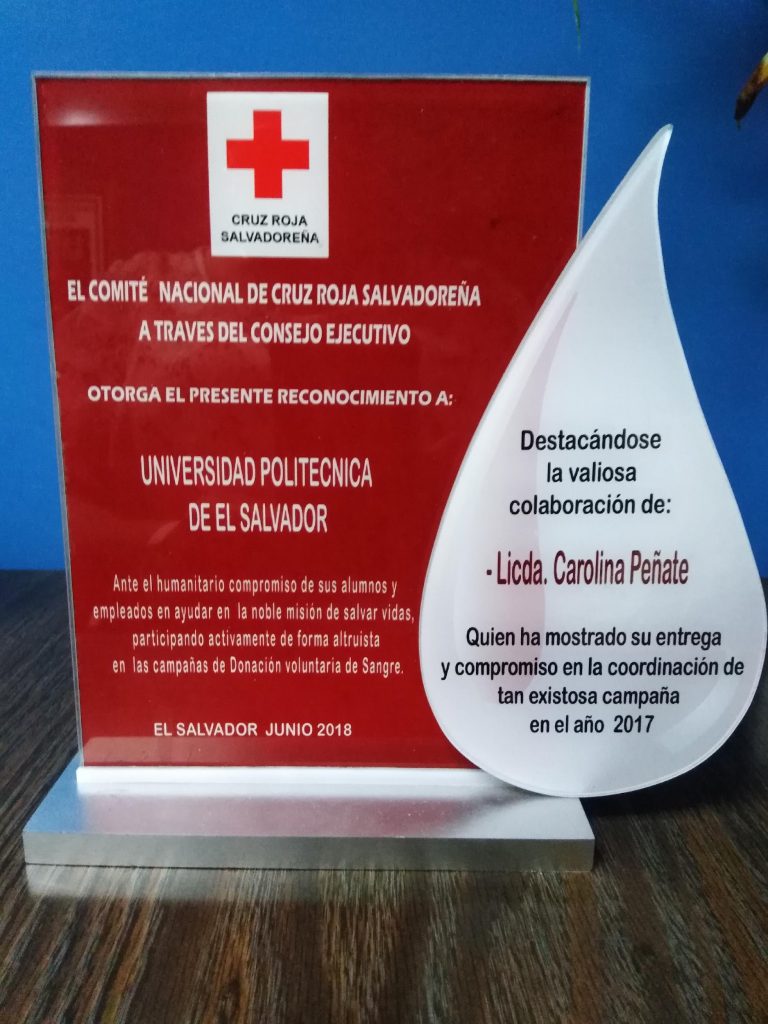 CRUZ ROJA
SALVADOREÑA
EL COMITÉ NACIONAL DE CRUZ ROJA SALVADOREÑA
A TRAVES DEL CONSEJO EJECUTIVO
OTORGA EL PRESENTE RECONOCIMIENTO A:
UNIVERSIDAD POLITECNICA
DE EL SALVADOR
Ante el humanitario compromiso de sus alumnos y
empleados en ayudar en la noble misión de salvar vidas,
participando activamente de forma altruista
en las campañas de Donación voluntaria de Sangre.
EL SALVADOR JUNIO 2018
Destacándose
la valiosa
colaboración de:
- Licda. Carolina Peñate
Quien ha mostrado su entrega
y compromiso en la coordinación de
tan existosa campaña
en el año 2017